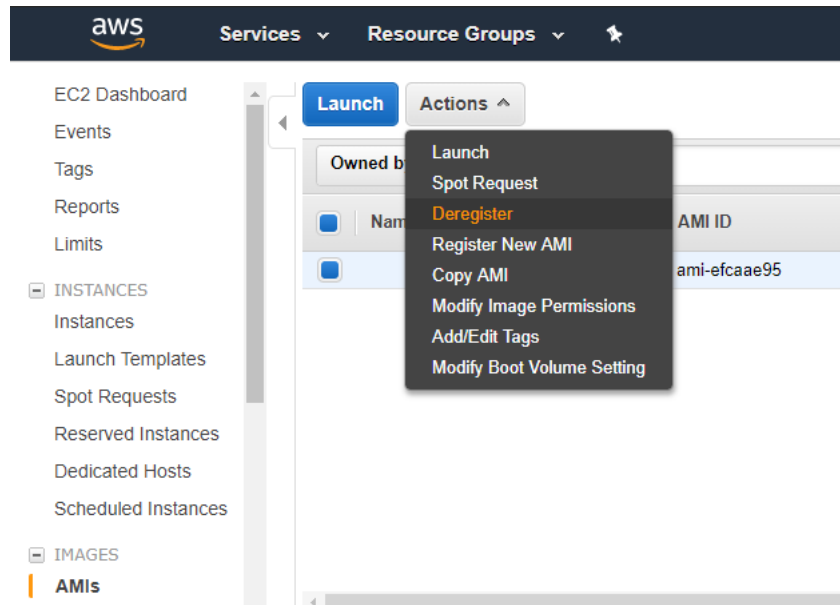 aws Services Resource Groups
EC2 Dashboard
Events
Tags
Reports
Limits
INSTANCES
Instances
Launch Templates
Spot Requests
Reserved Instances
Dedicated Hosts
Scheduled Instances
IMAGES
AMIs
Launch Actions
Launch
Spot Request
Deregister
Register New AMI
Copy AMI
Modify Image Permissions
Add/Edit Tags
Modify Boot Volume Setting
Owned b
Nam AMI ID
ami-efcaae95